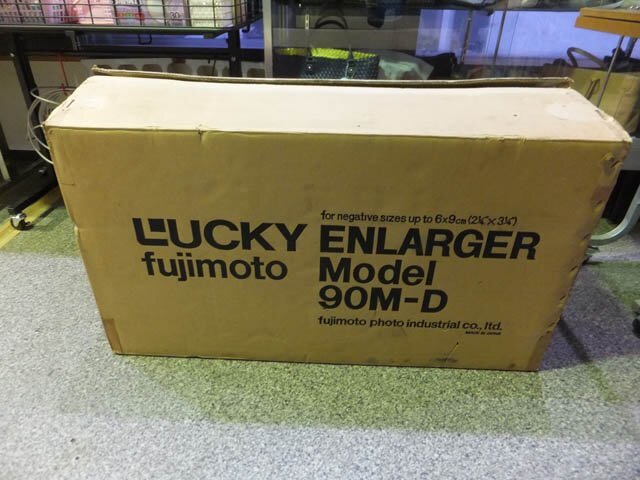 for negative sizes up to 6×9cm (2¼"×3¼")
LUCKY ENLARGER
fujimoto Model
90M-D
fujimoto photo industrial co., ltd.
MADE IN JAPAN